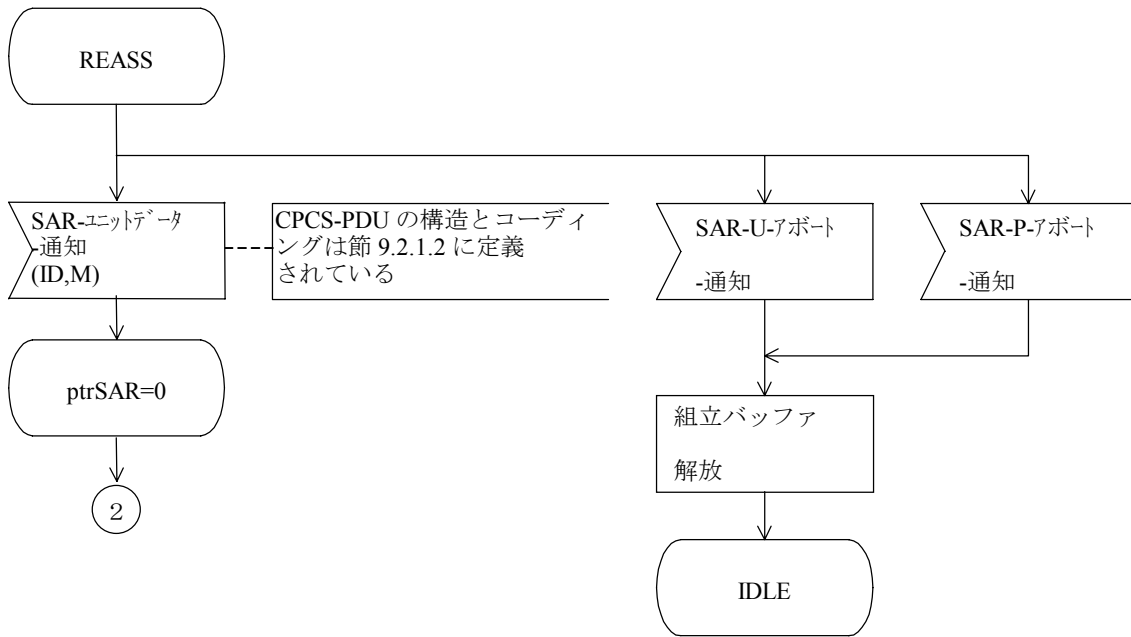 REASS
SAR-ﾕﾆｯﾄﾃﾞｰﾀ
-通知
(ID,M)
CPCS-PDU の構造とコーディ
ングは節 9.2.1.2 に定義
されている
SAR-U-ｱﾎﾞｰﾄ
-通知
SAR-P-ｱﾎﾞｰﾄ
-通知
ptrSAR=0
組立バッファ
解放
2
IDLE